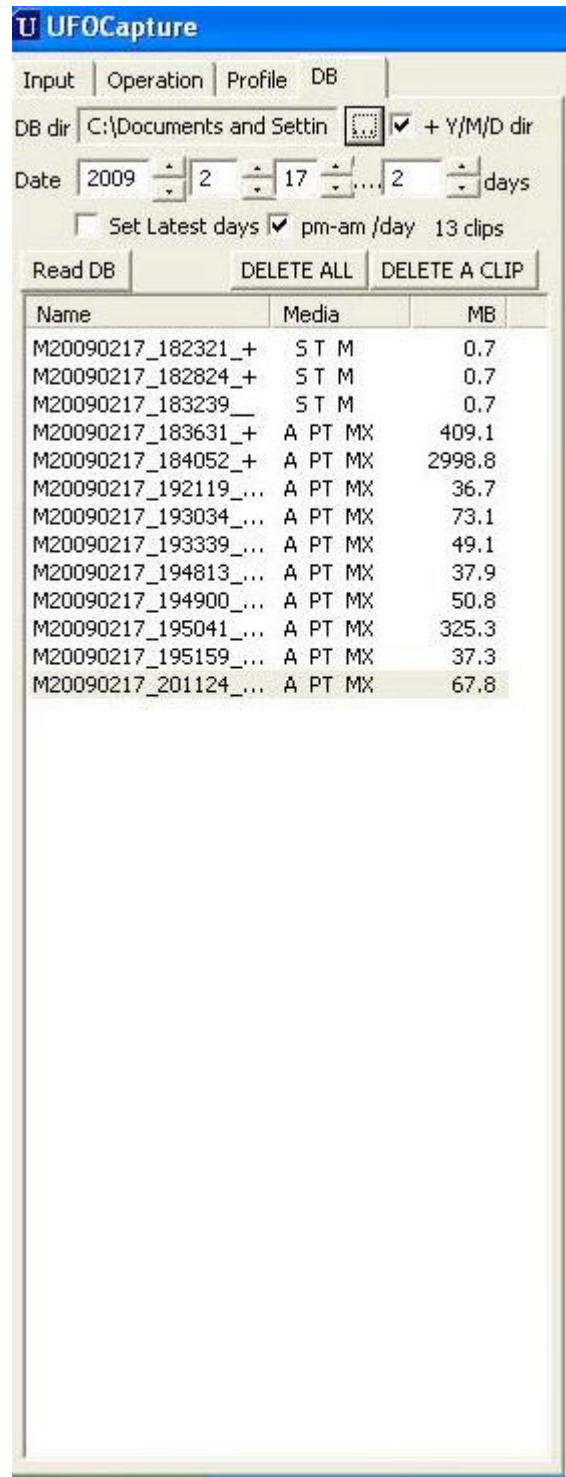 U UFOCapture
Input Operation Profile DB
DB dir C:\Documents and Settin ... + Y/M/D dir
Date 2009 2 17 .... 2 days
Set Latest days pm-am /day 13 clips
Read DB DELETE ALL DELETE A CLIP
Name Media MB
M20090217_182321_+ S T M 0.7
M20090217_182824_+ S T M 0.7
M20090217_183239__ S T M 0.7
M20090217_183631_+ A PT MX 409.1
M20090217_184052_+ A PT MX 2998.8
M20090217_192119_... A PT MX 36.7
M20090217_193034_... A PT MX 73.1
M20090217_193339_... A PT MX 49.1
M20090217_194813_... A PT MX 37.9
M20090217_194900_... A PT MX 50.8
M20090217_195041_... A PT MX 325.3
M20090217_195159_... A PT MX 37.3
M20090217_201124_... A PT MX 67.8